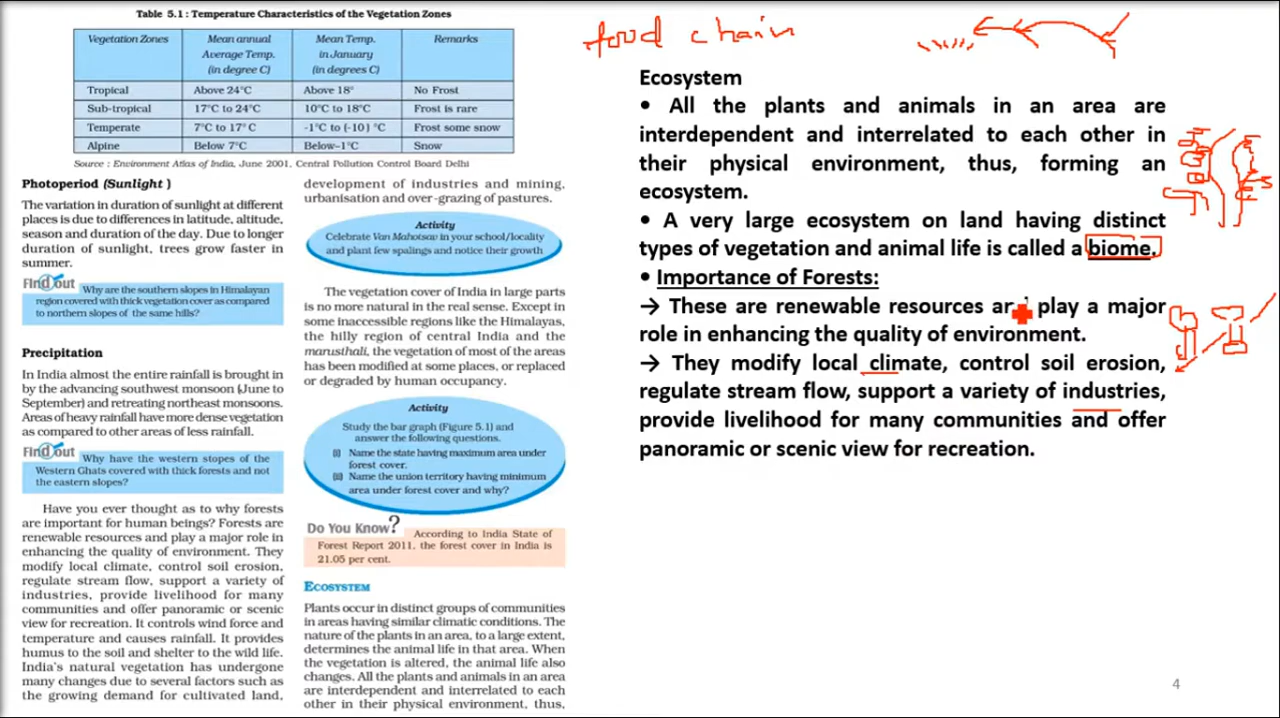 Table 5.1 : Temperature Characteristics of the Vegetation Zones
Vegetation Zones Mean annual Average Temp. (in degree C) Mean Temp. in January (in degrees C) Remarks
Tropical Above 24°C Above 18° No Frost
Sub-tropical 17°C to 24°C 10°C to 18°C Frost is rare
Temperate 7°C to 17°C -1°C to (-10) °C Frost some snow
Alpine Below 7°C Below–1°C Snow
Source : Environment Atlas of India, June 2001, Central Pollution Control Board Delhi
Photoperiod (Sunlight )
The variation in duration of sunlight at different
places is due to differences in latitude, altitude,
season and duration of the day. Due to longer
duration of sunlight, trees grow faster in
summer.
Find out Why are the southern slopes in Himalayan
region covered with thick vegetation cover as compared
to northern slopes of the same hills?
Precipitation
In India almost the entire rainfall is brought in
by the advancing southwest monsoon (June to
September) and retreating northeast monsoons.
Areas of heavy rainfall have more dense vegetation
as compared to other areas of less rainfall.
Find out Why have the western stopes of the
Western Ghats covered with thick forests and not
the eastern slopes?
Have you ever thought as to why forests
are important for human beings? Forests are
renewable resources and play a major role in
enhancing the quality of environment. They
modify local climate, control soil erosion,
regulate stream flow, support a variety of
industries, provide livelihood for many
communities and offer panoramic or scenic
view for recreation. It controls wind force and
temperature and causes rainfall. It provides
humus to the soil and shelter to the wild life.
India's natural vegetation has undergone
many changes due to several factors such as
the growing demand for cultivated land,
development of industries and mining,
urbanisation and over-grazing of pastures.
Activity
Celebrate Van Mahotsav in your school/locality
and plant few spalings and notice their growth
The vegetation cover of India in large parts
is no more natural in the real sense. Except in
some inaccessible regions like the Himalayas,
the hilly region of central India and the
marusthali, the vegetation of most of the areas
has been modified at some places, or replaced
or degraded by human occupancy.
Activity
Study the bar graph (Figure 5.1) and
answer the following questions.
(i) Name the state having maximum area under
forest cover.
(ii) Name the union territory having minimum
area under forest cover and why?
Do You Know? According to India State of
Forest Report 2011, the forest cover in India is
21.05 per cent.
ECOSYSTEM
Plants occur in distinct groups of communities
in areas having similar climatic conditions. The
nature of the plants in an area, to a large extent,
determines the animal life in that area. When
the vegetation is altered, the animal life also
changes. All the plants and animals in an area
are interdependent and interrelated to each
other in their physical environment, thus,
food chain
Ecosystem
• All the plants and animals in an area are
interdependent and interrelated to each other in
their physical environment, thus, forming an
ecosystem.
• A very large ecosystem on land having distinct
types of vegetation and animal life is called a biome.
• Importance of Forests:
→ These are renewable resources and play a major
role in enhancing the quality of environment.
→ They modify local climate, control soil erosion,
regulate stream flow, support a variety of industries,
provide livelihood for many communities and offer
panoramic or scenic view for recreation.
4